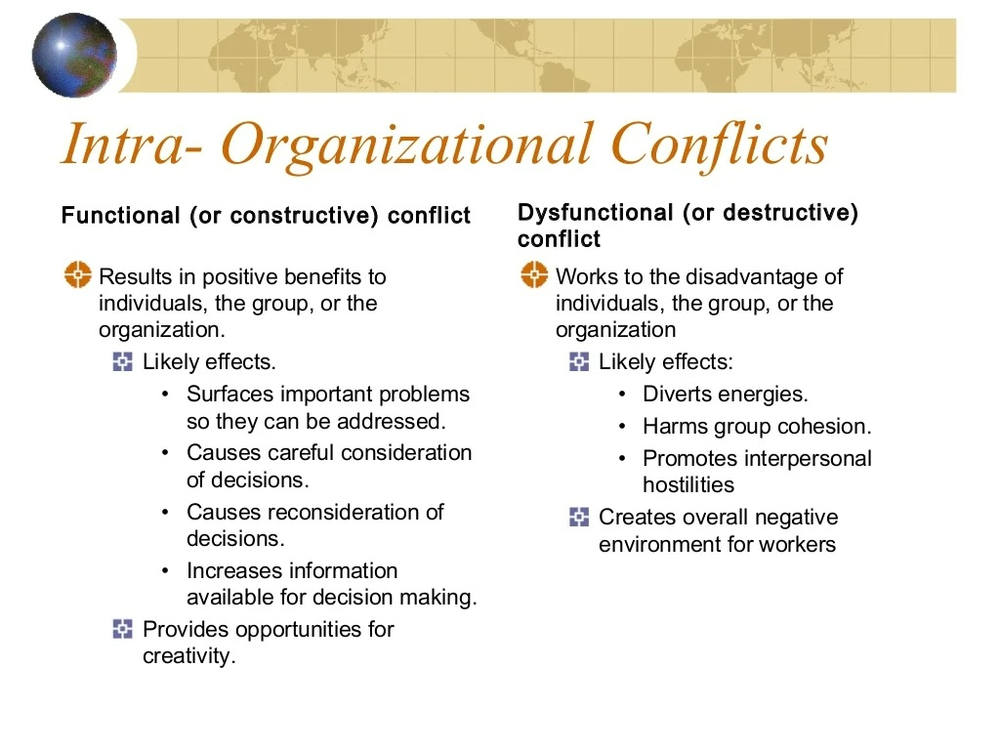 Intra- Organizational Conflicts
Functional (or constructive) conflict
Results in positive benefits to
individuals, the group, or the
organization.
Likely effects.
• Surfaces important problems
so they can be addressed.
• Causes careful consideration
of decisions.
• Causes reconsideration of
decisions.
• Increases information
available for decision making.
Provides opportunities for
creativity.
Dysfunctional (or destructive)
conflict
Works to the disadvantage of
individuals, the group, or the
organization
Likely effects:
• Diverts energies.
• Harms group cohesion.
• Promotes interpersonal
hostilities
Creates overall negative
environment for workers